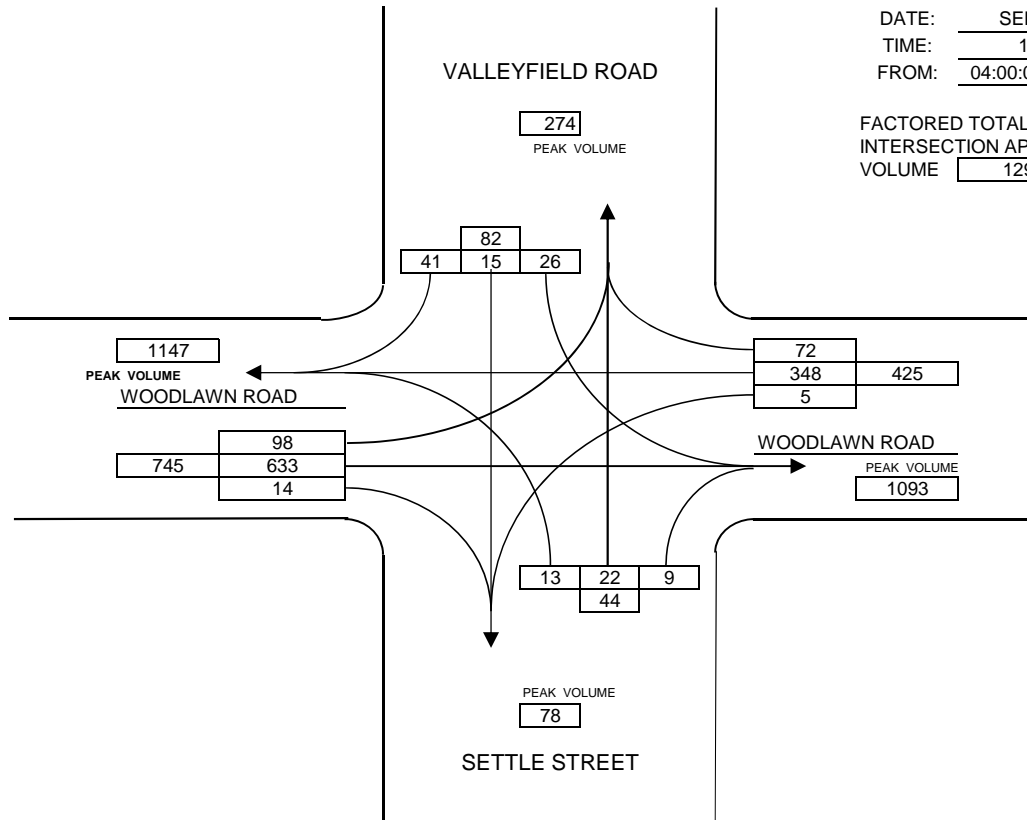 DATE:
TIME:
FROM:
VALLEYFIELD ROAD
274
PEAK VOLUME
FACTORED TOTAL
INTERSECTION
VOLUME
82
41 15 26
1147
PEAK VOLUME
WOODLAWN ROAD
72
348 425
5
98
745 633
14
WOODLAWN ROAD
PEAK VOLUME
1093
13 22 9
44
PEAK VOLUME
78
SETTLE STREET